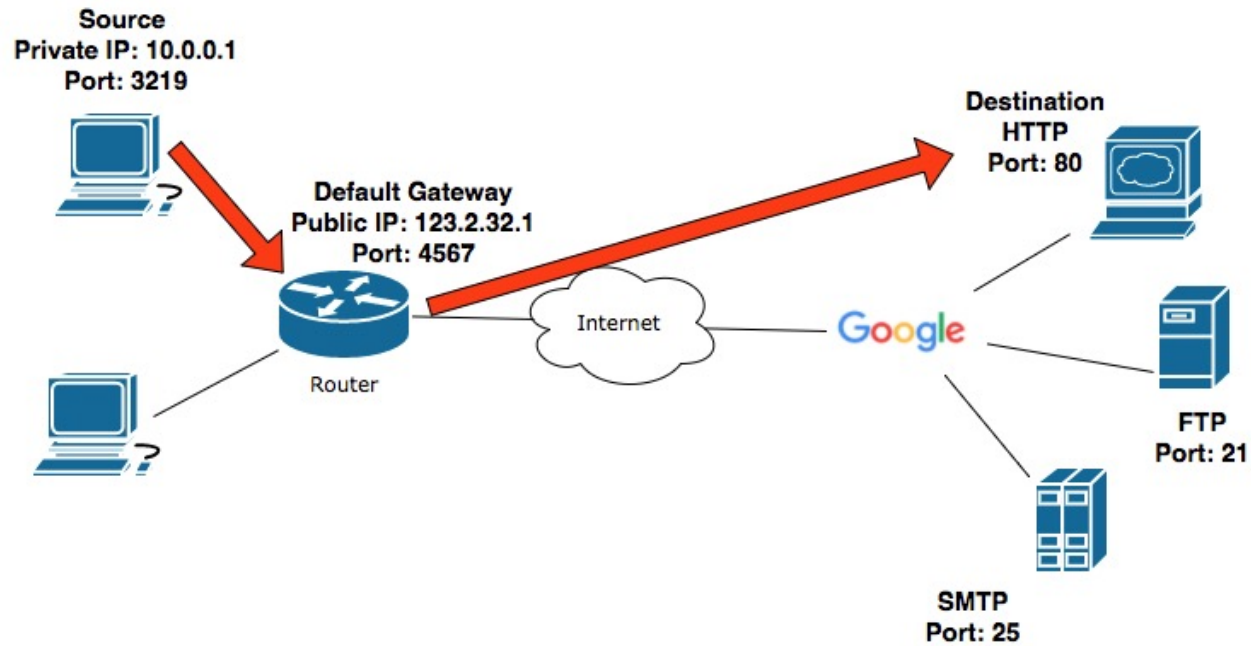 Source
Private IP: 10.0.0.1
Port: 3219
Destination
HTTP
Port: 80
Default Gateway
Public IP: 123.2.32.1
Port: 4567
Internet
Google
Router
FTP
Port: 21
SMTP
Port: 25